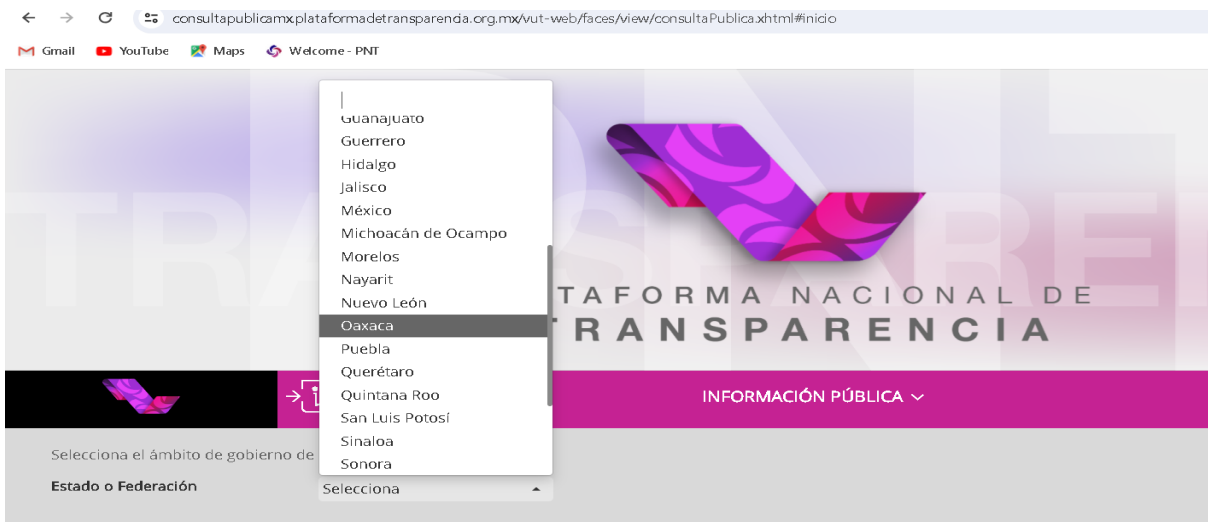 consultapublicamx.plataformadetransparencia.org.mx/vut-web/faces/view/consultaPublica.xhtml#inicio
Gmail YouTube Maps Welcome - PNT
Guanajuato
Guerrero
Hidalgo
Jalisco
México
Michoacán de Ocampo
Morelos
Nayarit
Nuevo León
Oaxaca
Puebla
Querétaro
Quintana Roo
San Luis Potosí
Sinaloa
Sonora
TAFORMA NACIONAL DE
TRANSPARENCIA
INFORMACIÓN PÚBLICA
Selecciona el ámbito de gobierno de
Estado o Federación Selecciona